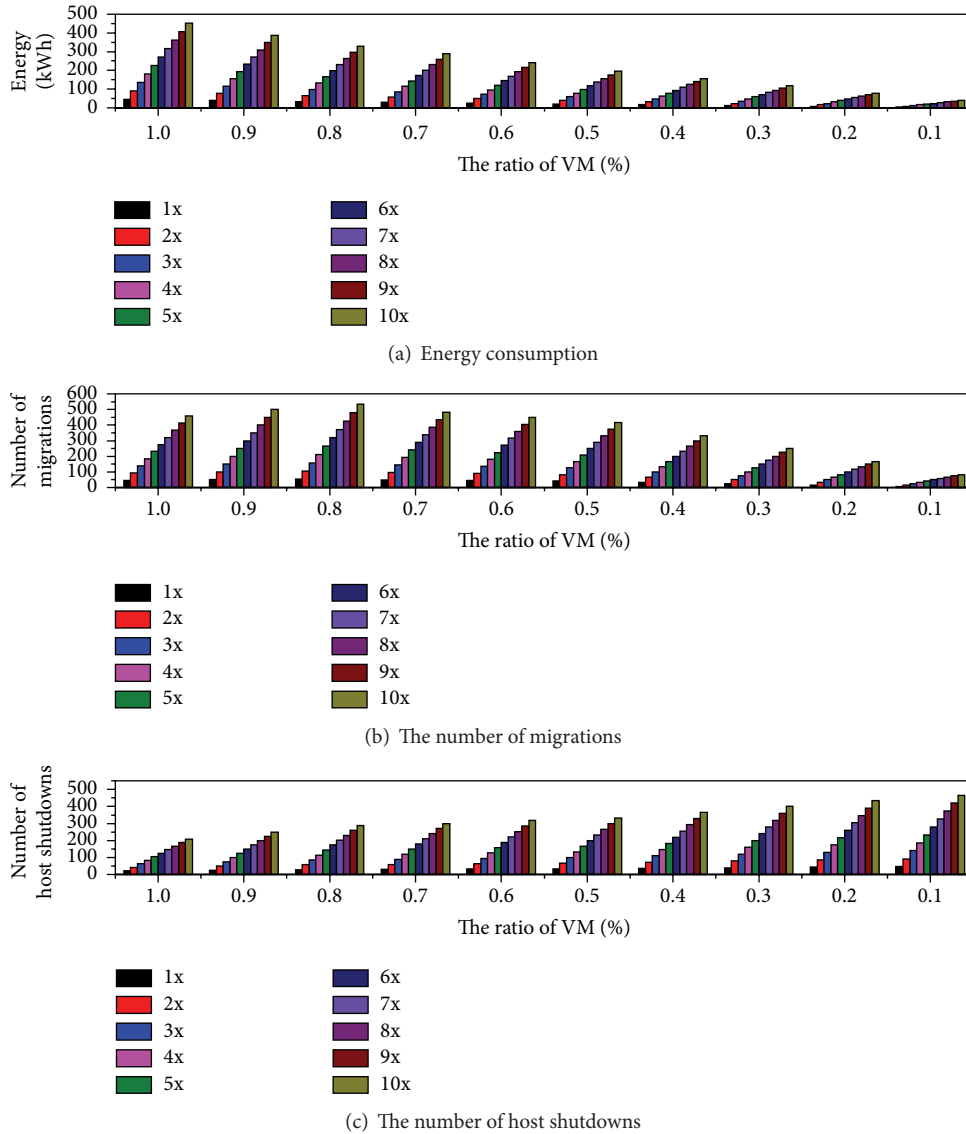 Energy
(kWh)
500
400
300
200
100
0
1.0 0.9 0.8 0.7 0.6 0.5 0.4 0.3 0.2 0.1
The ratio of VM (%)
1x 6x
2x 7x
3x 8x
4x 9x
5x 10x
(a) Energy consumption
Number of
migrations
600
500
400
300
200
100
0
1.0 0.9 0.8 0.7 0.6 0.5 0.4 0.3 0.2 0.1
The ratio of VM (%)
1x 6x
2x 7x
3x 8x
4x 9x
5x 10x
(b) The number of migrations
Number of
host shutdowns
500
400
300
200
100
0
1.0 0.9 0.8 0.7 0.6 0.5 0.4 0.3 0.2 0.1
The ratio of VM (%)
1x 6x
2x 7x
3x 8x
4x 9x
5x 10x
(c) The number of host shutdowns